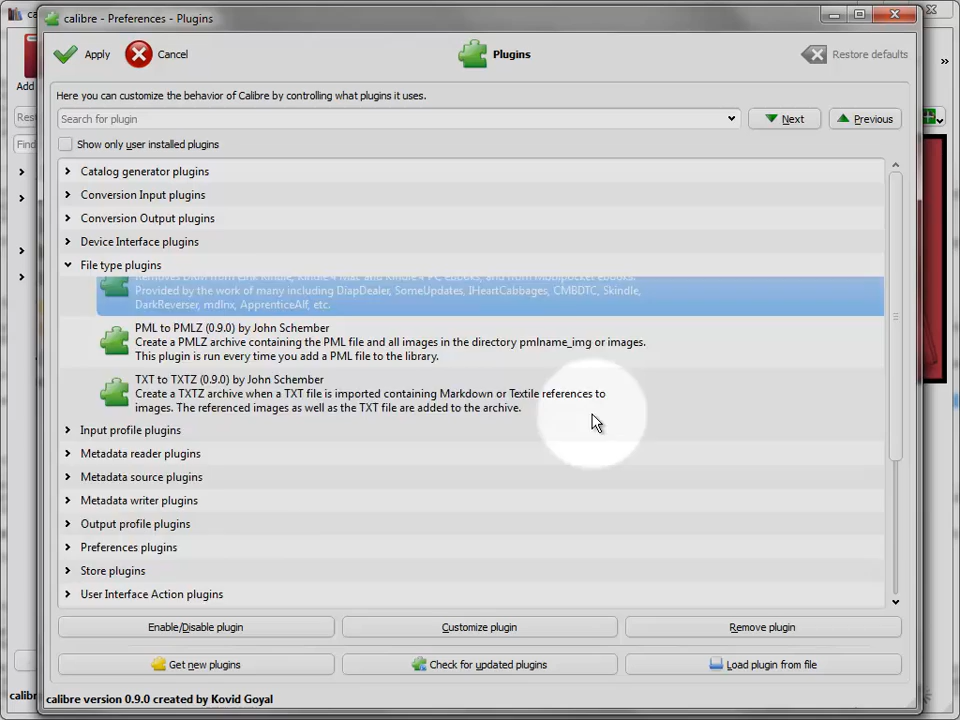 calibre - Preferences - Plugins
Apply
Cancel
Plugins
Restore defaults
Add
Here you can customize the behavior of Calibre by controlling what plugins it uses.
Search for plugin
Next
Previous
Show only user installed plugins
Catalog generator plugins
Conversion Input plugins
Conversion Output plugins
Device Interface plugins
File type plugins
Provided by the work of many including DiapDealer, SomeUpdates, IHeartCabbages, CMBDTC, Skindle,
DarkReverser, mdlnx, ApprenticeAlf, etc.
PML to PMLZ (0.9.0) by John Schember
Create a PMLZ archive containing the PML file and all images in the directory pmlname_img or images.
This plugin is run every time you add a PML file to the library.
TXT to TXTZ (0.9.0) by John Schember
Create a TXTZ archive when a TXT file is imported containing Markdown or Textile references to
images. The referenced images as well as the TXT file are added to the archive.
Input profile plugins
Metadata reader plugins
Metadata source plugins
Metadata writer plugins
Output profile plugins
Preferences plugins
Store plugins
User Interface Action plugins
Enable/Disable plugin
Customize plugin
Remove plugin
Get new plugins
Check for updated plugins
Load plugin from file
calibre version 0.9.0 created by Kovid Goyal